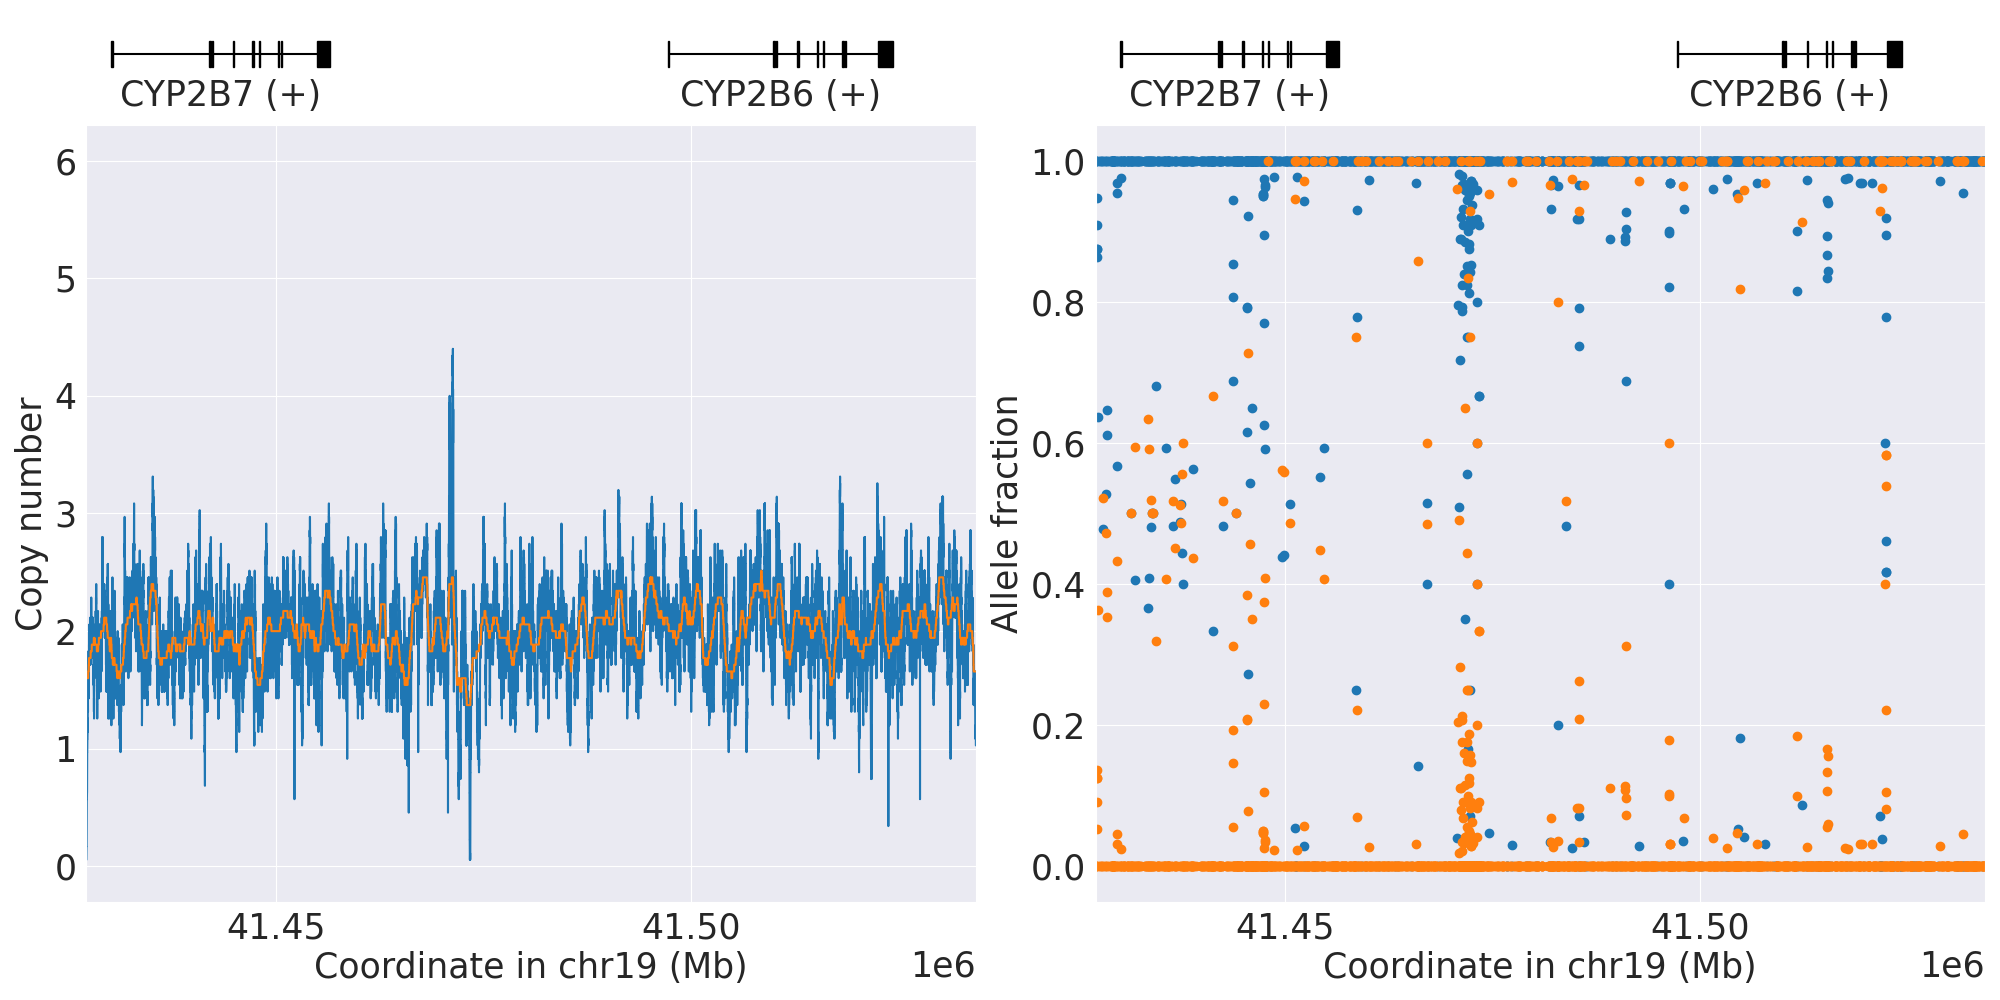 CYP2B7 (+)
CYP2B6 (+)
6
5
4
3
2
1
0
Copy number
41.45
41.50
Coordinate in chr19 (Mb)
1e6
CYP2B7 (+)
CYP2B6 (+)
1.0
0.8
0.6
0.4
0.2
0.0
Allele fraction
41.45
41.50
Coordinate in chr19 (Mb)
1e6